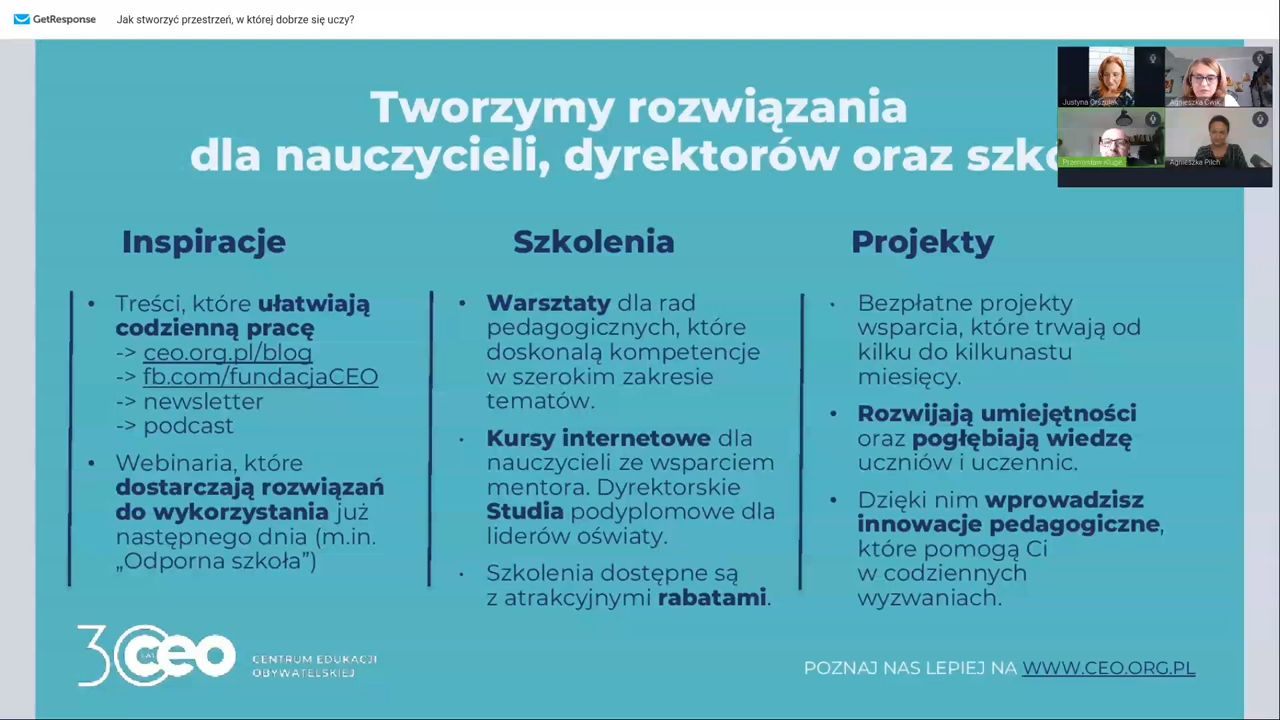 GetResponse
Jak stworzyć przestrzeń, w której dobrze się uczy?
Tworzymy rozwiązania
dla nauczycieli, dyrektorów oraz
Justyna Orszulek
Agnieszka Ćwik
Agnieszka Pilch
Inspiracje
• Treści, które ułatwiają
codzienną pracę
-> ceo.org.pl/blog
-> fb.com/fundacjaCEO
-> newsletter
-> podcast
• Webinaria, które
dostarczają rozwiązań
do wykorzystania już
następnego dnia (m.in.
„Odporna szkoła”)
Szkolenia
• Warsztaty dla rad
pedagogicznych, które
doskonalą kompetencje
w szerokim zakresie
tematów.
• Kursy internetowe dla
nauczycieli ze wsparciem
mentora. Dyrektorskie
Studia podyplomowe dla
liderów oświaty.
• Szkolenia dostępne są
z atrakcyjnymi rabatami.
Projekty
• Bezpłatne projekty
wsparcia, które trwają od
kilku do kilkunastu
miesięcy.
• Rozwijają umiejętności
oraz pogłębiają wiedzę
uczniów i uczennic.
• Dzięki nim wprowadzisz
innowacje pedagogiczne,
które pomogą Ci
w codziennych
wyzwaniach.
30 LAT ceo
CENTRUM EDUKACJI
OBYWATELSKIEJ
POZNAJ NAS LEPIEJ NA WWW.CEO.ORG.PL